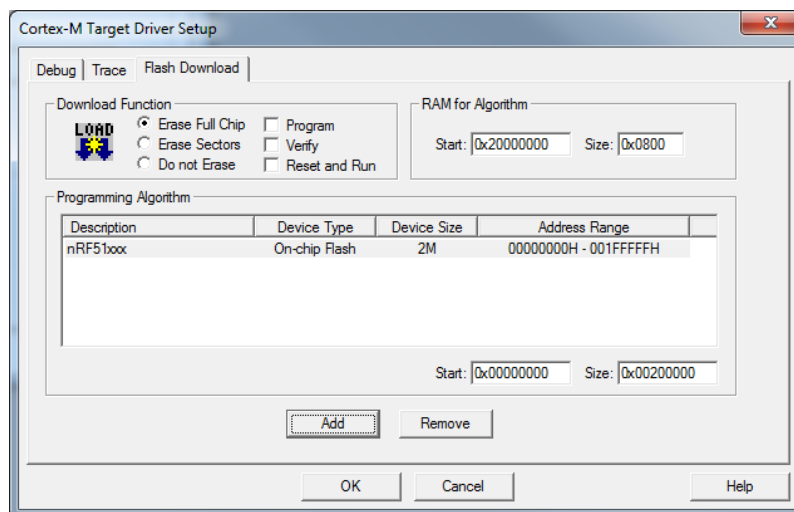 Cortex-M Target Driver Setup
Debug Trace Flash Download
Download Function
LOAD
Erase Full Chip Program
Erase Sectors Verify
Do not Erase Reset and Run
RAM for Algorithm
Start: 0x20000000 Size: 0x0800
Programming Algorithm
Description Device Type Device Size Address Range
nRF51xxx On-chip Flash 2M 00000000H - 001FFFFFH
Start: 0x00000000 Size: 0x00200000
Add Remove
OK Cancel Help